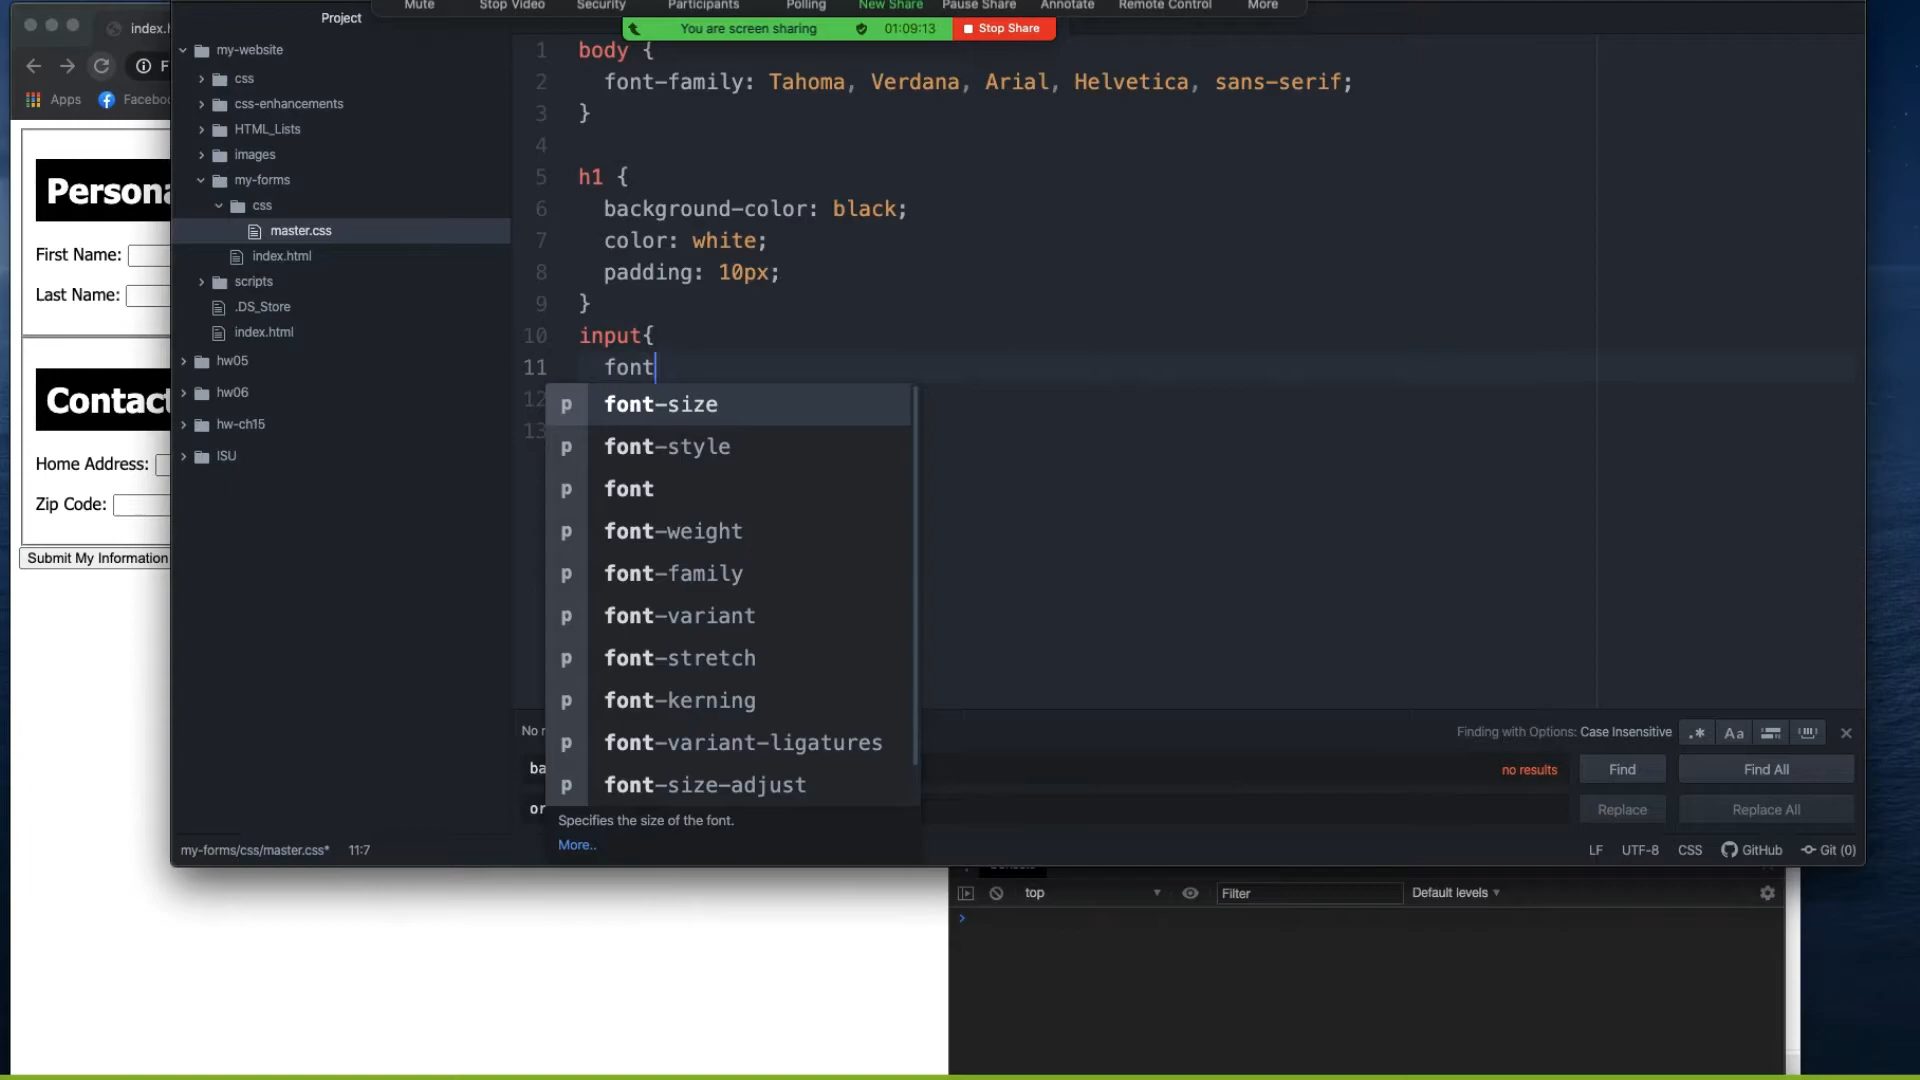 Mute Stop Video Security Participants Polling New Share Pause Share Annotate Remote Control More
You are screen sharing 01:09:13 Stop Share
index.h
Apps Facebo
Persona
First Name:
Last Name:
Contact
Home Address:
Zip Code:
Submit My Information
Project
my-website
css
css-enhancements
HTML_Lists
images
my-forms
css
master.css
index.html
scripts
.DS_Store
index.html
hw05
hw06
hw-ch15
ISU
1 body {
2 font-family: Tahoma, Verdana, Arial, Helvetica, sans-serif;
3 }
4
5 h1 {
6 background-color: black;
7 color: white;
8 padding: 10px;
9 }
10 input{
11 font
12
13
p font-size
p font-style
p font
p font-weight
p font-family
p font-variant
p font-stretch
p font-kerning
p font-variant-ligatures
p font-size-adjust
Specifies the size of the font.
More..
No r
Finding with Options: Case Insensitive .* Aa
ba
no results Find Find All
or
Replace Replace All
my-forms/css/master.css* 11:7
LF UTF-8 CSS GitHub Git (0)
top Filter Default levels